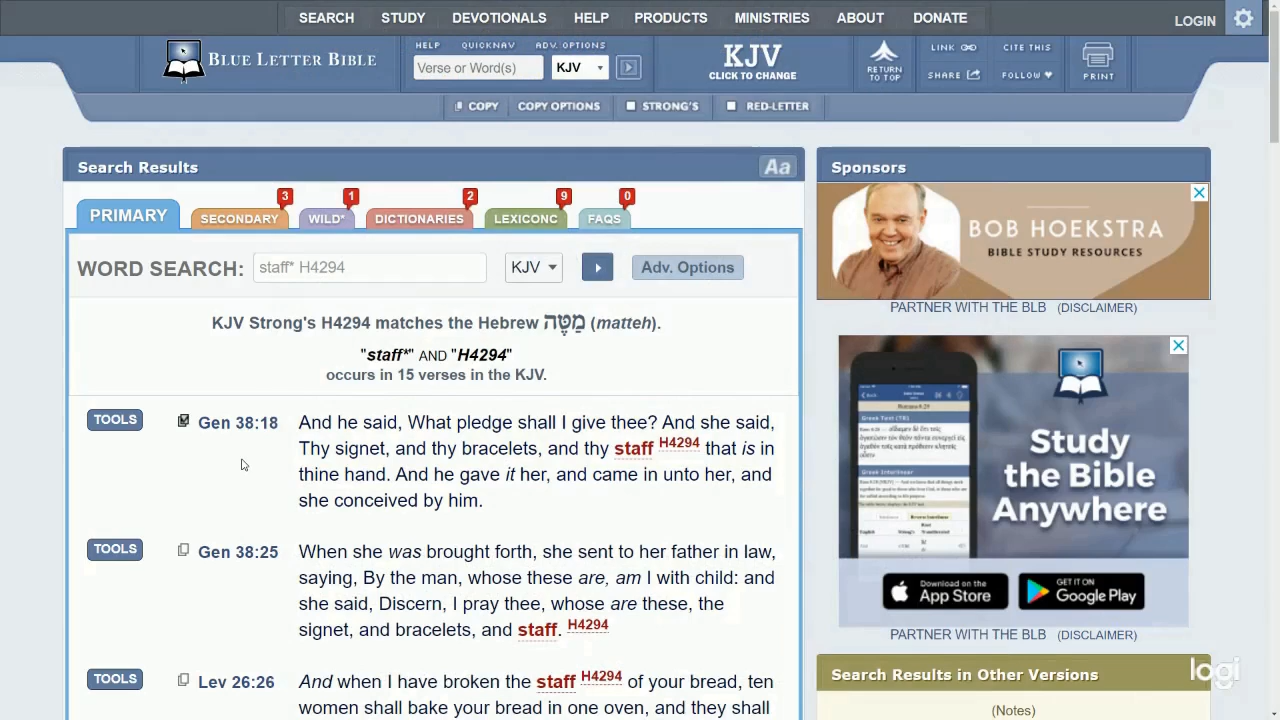 SEARCH STUDY DEVOTIONALS HELP PRODUCTS MINISTRIES ABOUT DONATE LOGIN
BLUE LETTER BIBLE
HELP QUICKNAV ADV. OPTIONS
Verse or Word(s) KJV
KJV
CLICK TO CHANGE
RETURN
TO TOP
LINK CITE THIS
SHARE FOLLOW
PRINT
COPY COPY OPTIONS STRONG'S RED-LETTER
Search Results Aa
PRIMARY SECONDARY 3 WILD* 1 DICTIONARIES 2 LEXICONC 9 FAQS 0
WORD SEARCH: staff* H4294 KJV Adv. Options
KJV Strong's H4294 matches the Hebrew מַטֶּה (matteh).
"staff*" AND "H4294"
occurs in 15 verses in the KJV.
TOOLS Gen 38:18 And he said, What pledge shall I give thee? And she said,
Thy signet, and thy bracelets, and thy staff H4294 that is in
thine hand. And he gave it her, and came in unto her, and
she conceived by him.
TOOLS Gen 38:25 When she was brought forth, she sent to her father in law,
saying, By the man, whose these are, am I with child: and
she said, Discern, I pray thee, whose are these, the
signet, and bracelets, and staff. H4294
TOOLS Lev 26:26 And when I have broken the staff H4294 of your bread, ten
women shall bake your bread in one oven, and they shall
Sponsors
BOB HOEKSTRA
BIBLE STUDY RESOURCES
PARTNER WITH THE BLB (DISCLAIMER)
Study
the Bible
Anywhere
Download on the
App Store
GET IT ON
Google Play
PARTNER WITH THE BLB (DISCLAIMER)
Search Results in Other Versions
(Notes)
logi